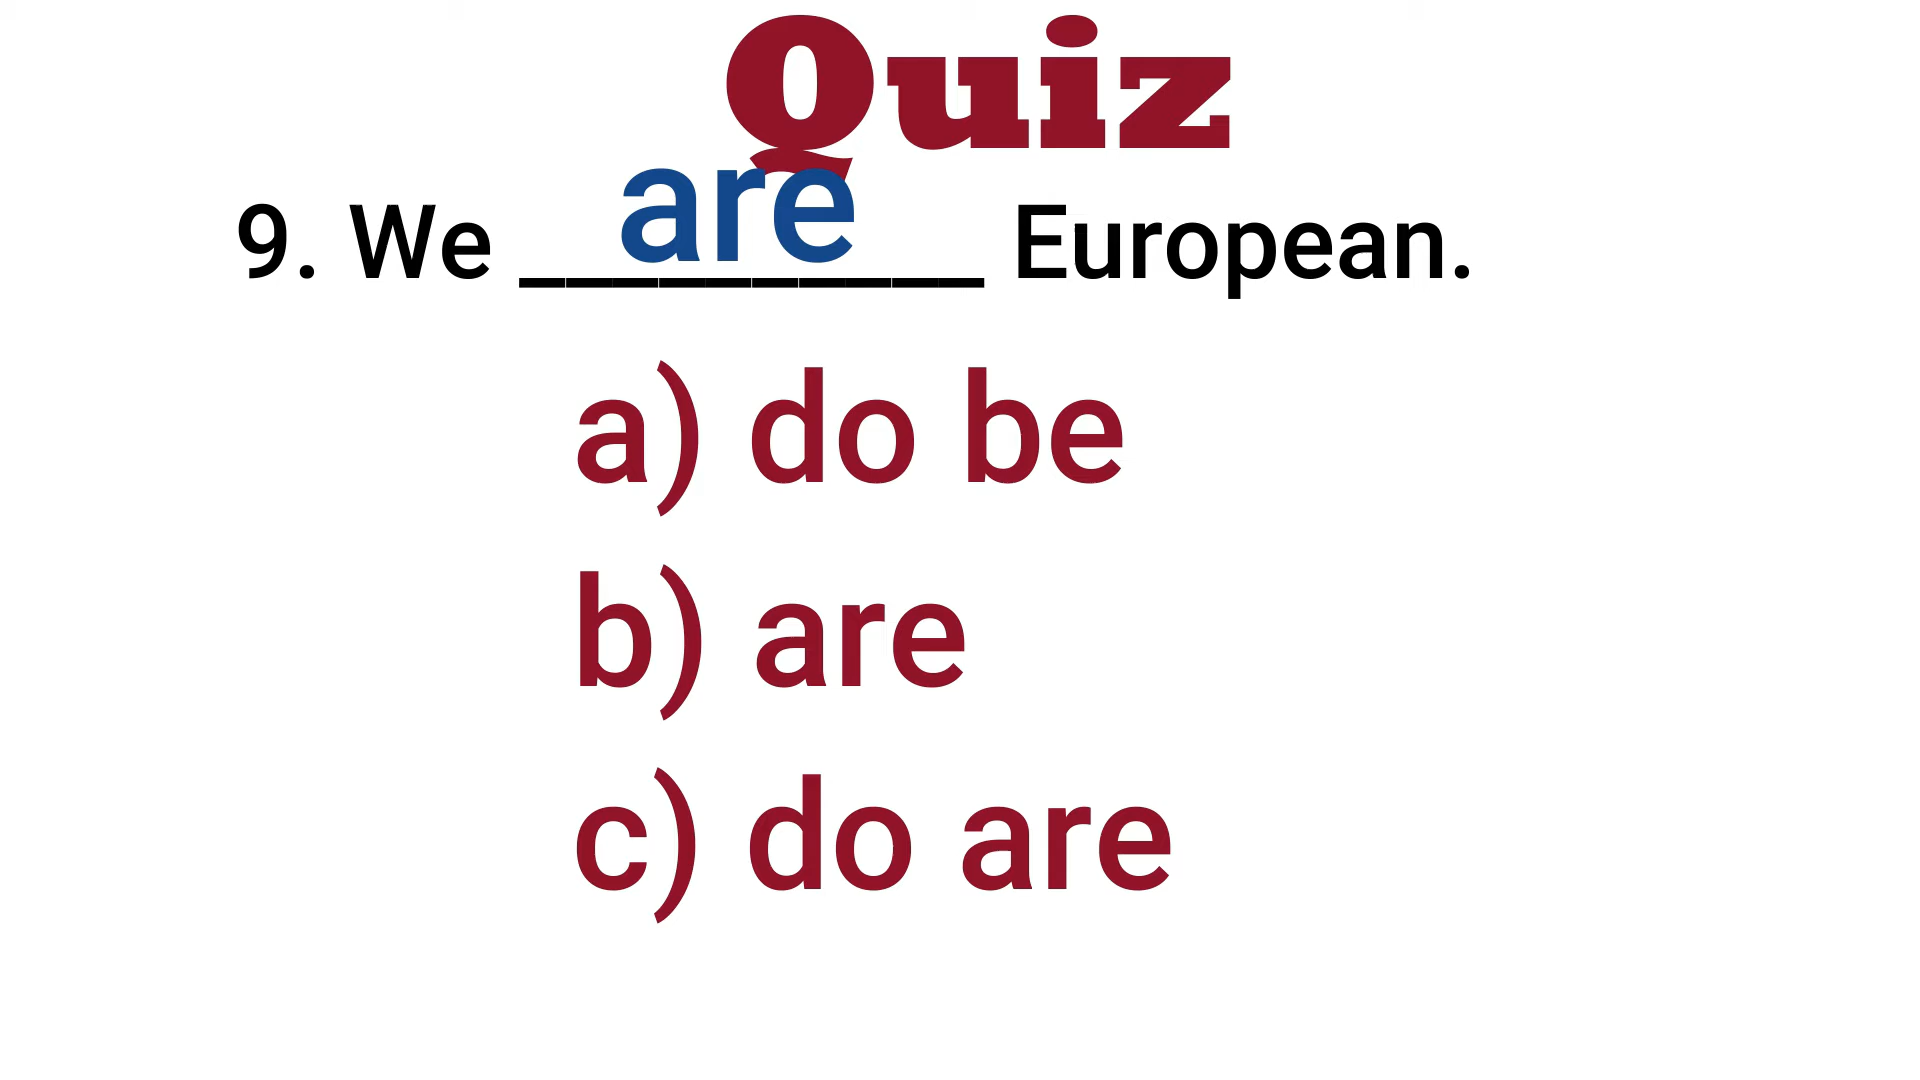 Quiz
are
9. We __________ European.
a) do be
b) are
c) do are